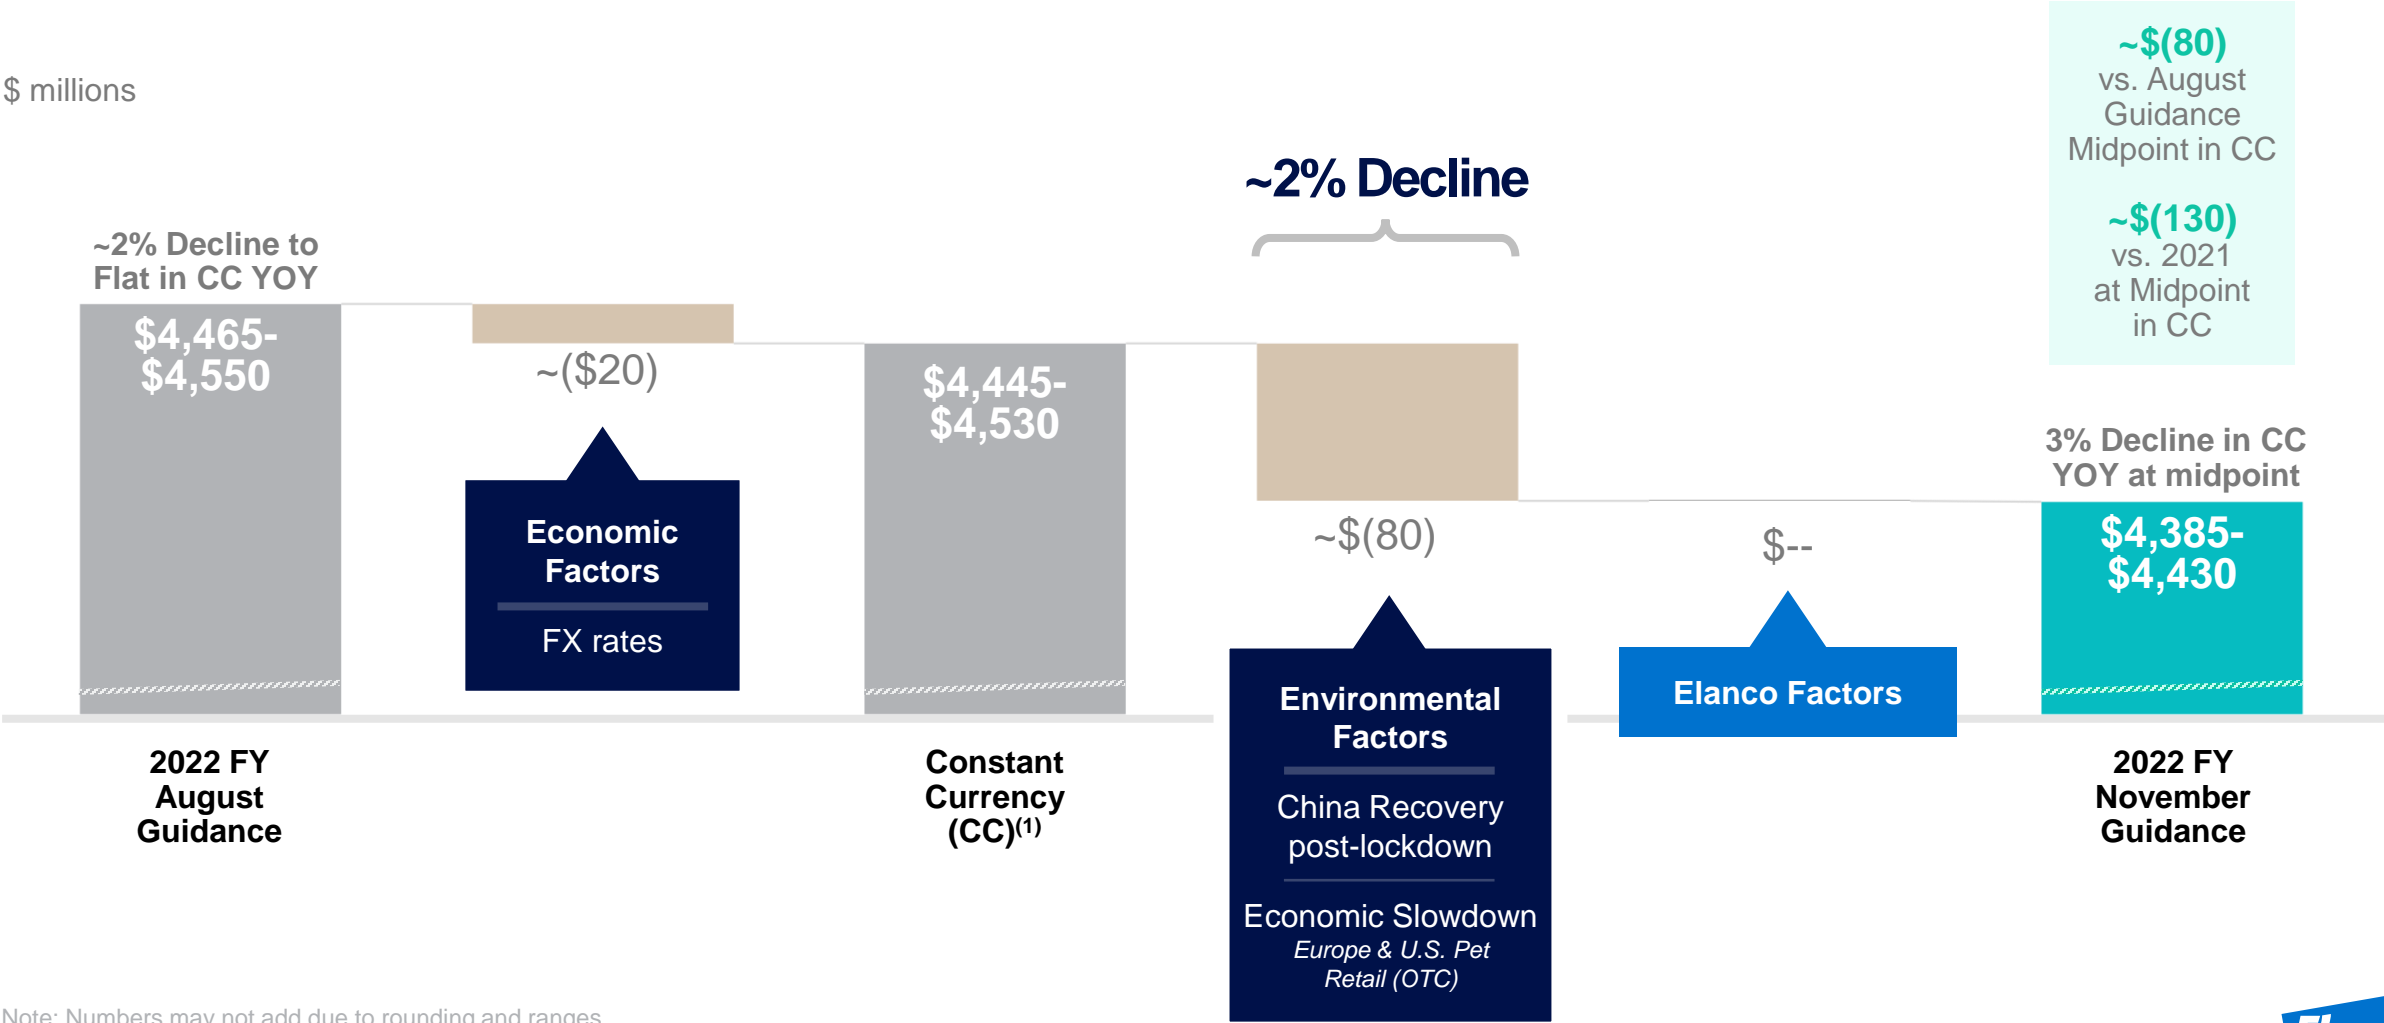 $ millions
~$(80)
vs. August
Guidance
Midpoint in CC
~$(130)
vs. 2021
at Midpoint
in CC
~2% Decline
~2% Decline to
Flat in CC YOY
$4,465-
$4,550
~($20)
Economic
Factors
FX rates
$4,445-
$4,530
~$(80)
Environmental
Factors
China Recovery
post-lockdown
Economic Slowdown
Europe & U.S. Pet
Retail (OTC)
$--
Elanco Factors
3% Decline in CC
YOY at midpoint
$4,385-
$4,430
2022 FY
August
Guidance
Constant
Currency
(CC)(1)
2022 FY
November
Guidance
Note: Numbers may not add due to rounding and ranges